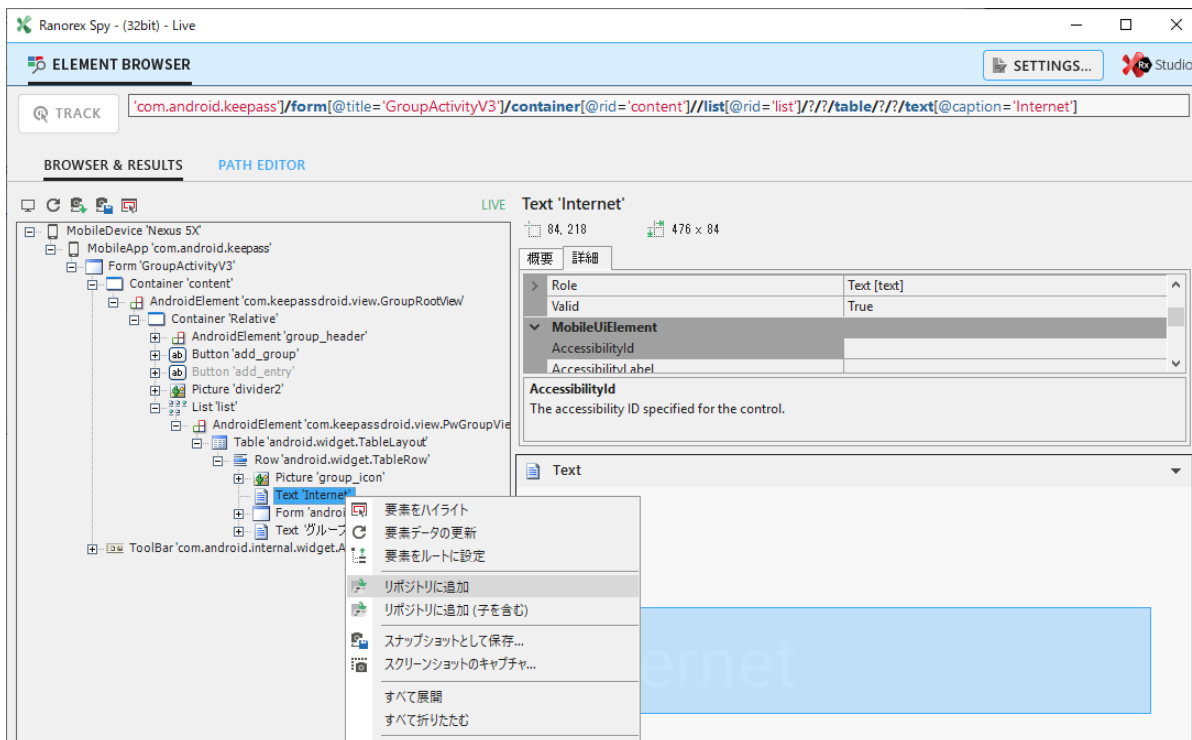 Ranorex Spy - (32bit) - Live
ELEMENT BROWSER
SETTINGS...
Rx Studio
TRACK
'com.android.keepass']/form[@title='GroupActivityV3']/container[@rid='content']//list[@rid='list']/?/?/table/?/?/text[@caption='Internet']
BROWSER & RESULTS
PATH EDITOR
LIVE
MobileDevice 'Nexus 5X'
MobileApp 'com.android.keepass'
Form 'GroupActivityV3'
Container 'content'
AndroidElement 'com.keepassdroid.view.GroupRootView'
Container 'Relative'
AndroidElement 'group_header'
Button 'add_group'
Button 'add_entry'
Picture 'divider2'
List 'list'
AndroidElement 'com.keepassdroid.view.PwGroupVie
Table 'android.widget.TableLayout'
Row 'android.widget.TableRow'
Picture 'group_icon'
Text 'Internet'
Form 'androi
Text 'グループ
ToolBar 'com.android.internal.widget.A
Text 'Internet'
84, 218
476 × 84
概要
詳細
Role
Text [text]
Valid
True
MobileUiElement
AccessibilityId
AccessibilityLabel
AccessibilityId
The accessibility ID specified for the control.
Text
要素をハイライト
要素データの更新
要素をルートに設定
リポジトリに追加
リポジトリに追加 (子を含む)
スナップショットとして保存...
スクリーンショットのキャプチャ...
すべて展開
すべて折りたたむ
ernet